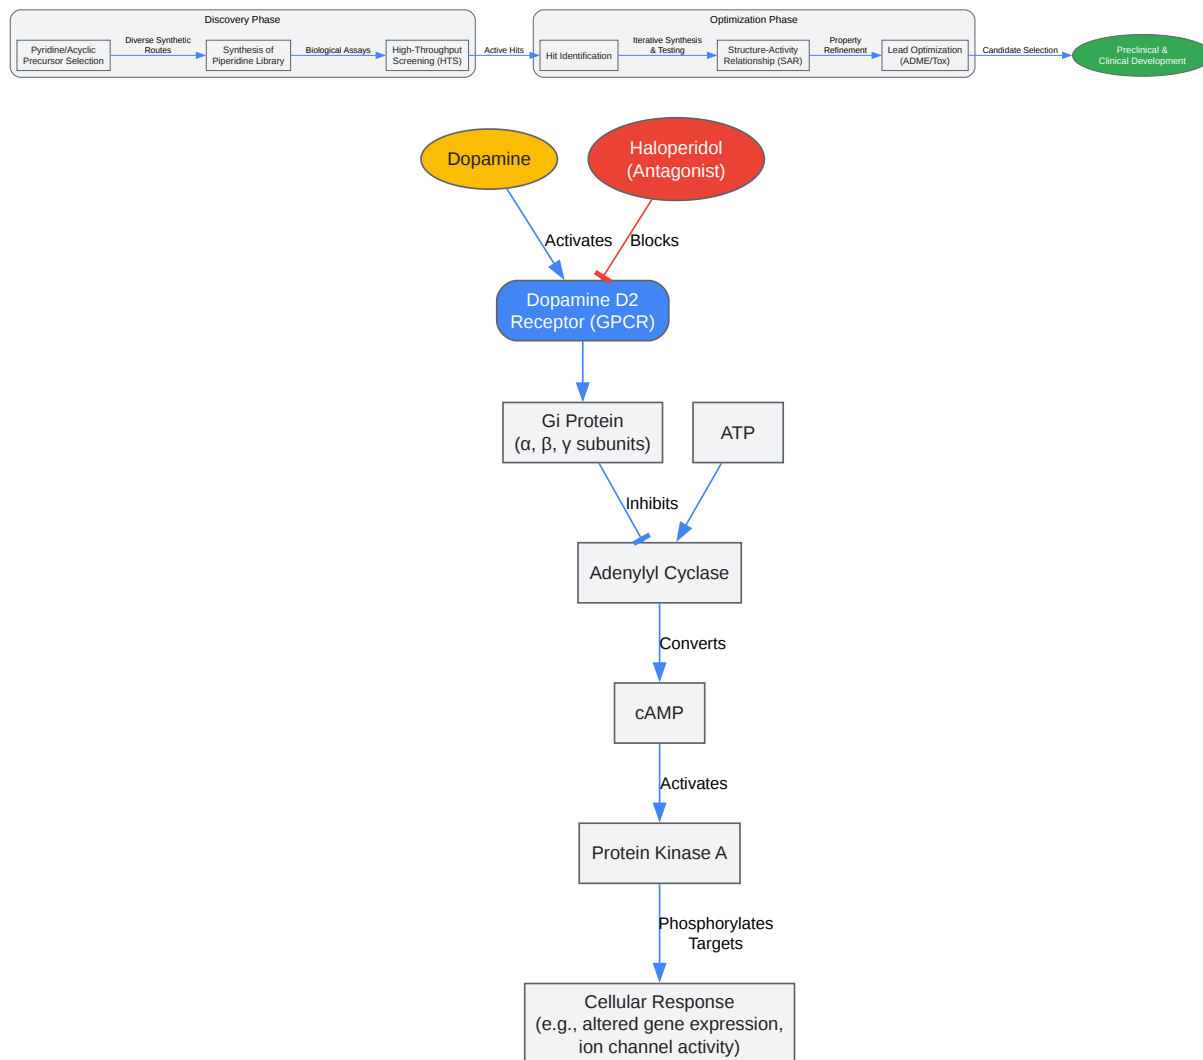 Discovery Phase
Pyridine/Acyclic
Precursor Selection
Diverse Synthetic
Routes
Synthesis of
Piperidine Library
Biological Assays
High-Throughput
Screening (HTS)
Active Hits
Optimization Phase
Hit Identification
Iterative Synthesis
& Testing
Structure-Activity
Relationship (SAR)
Property
Refinement
Lead Optimization
(ADME/Tox)
Candidate Selection
Preclinical &
Clinical Development
Dopamine
Haloperidol
(Antagonist)
Activates
Blocks
Dopamine D2
Receptor (GPCR)
Gi Protein
(α, β, γ subunits)
ATP
Inhibits
Adenylyl Cyclase
Converts
cAMP
Activates
Protein Kinase A
Phosphorylates
Targets
Cellular Response
(e.g., altered gene expression,
ion channel activity)